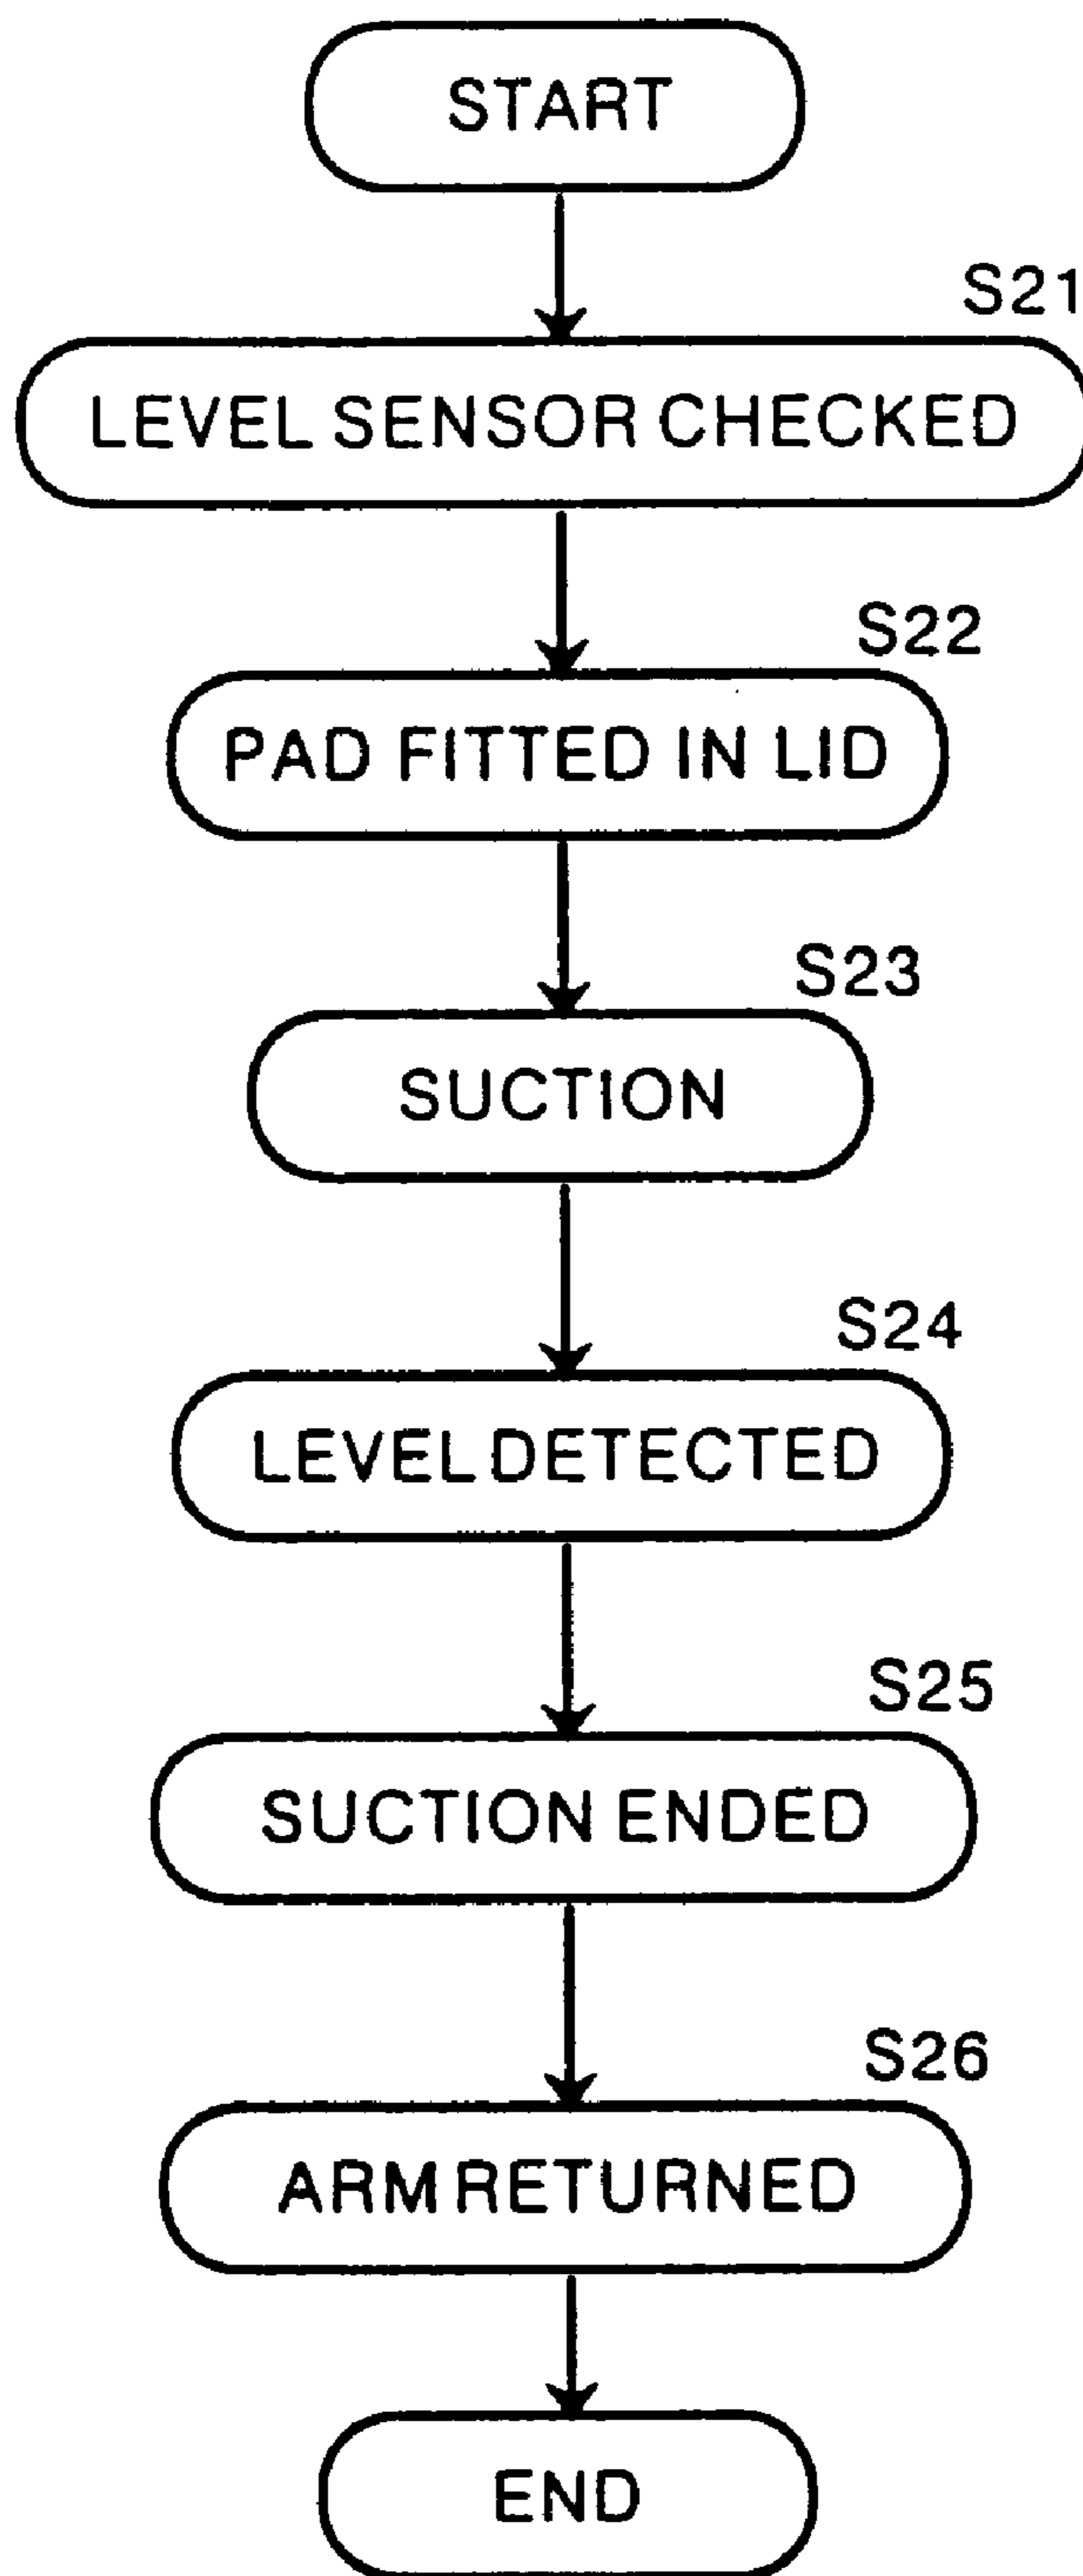 START
S21
LEVEL SENSOR CHECKED
S22
PAD FITTED IN LID
S23
SUCTION
S24
LEVEL DETECTED
S25
SUCTION ENDED
S26
ARM RETURNED
END